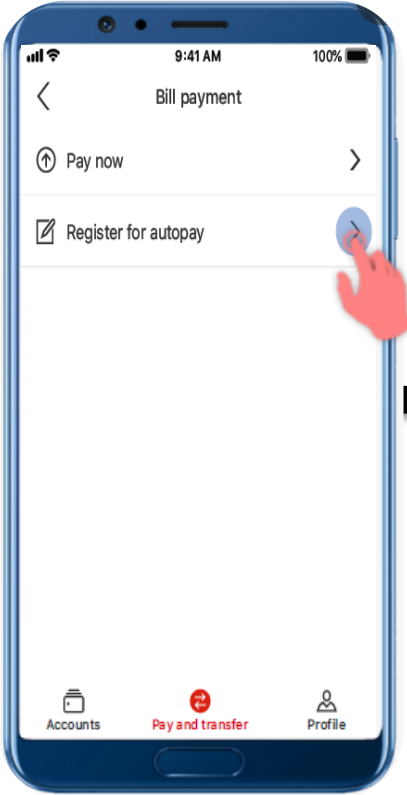 9:41 AM
100%
Bill payment
Pay now
Register for autopay
Accounts
Pay and transfer
Profile